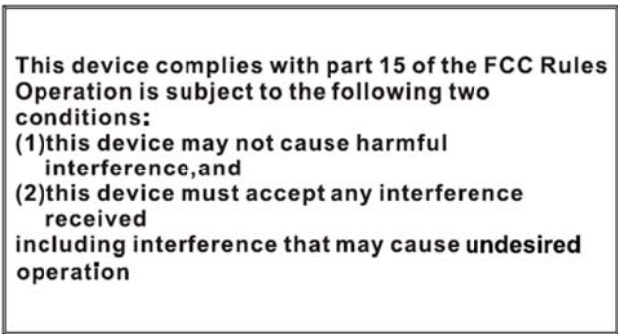 This device complies with part 15 of the FCC Rules
Operation is subject to the following two
conditions:
(1)this device may not cause harmful
interference,and
(2)this device must accept any interference
received
including interference that may cause undesired
operation